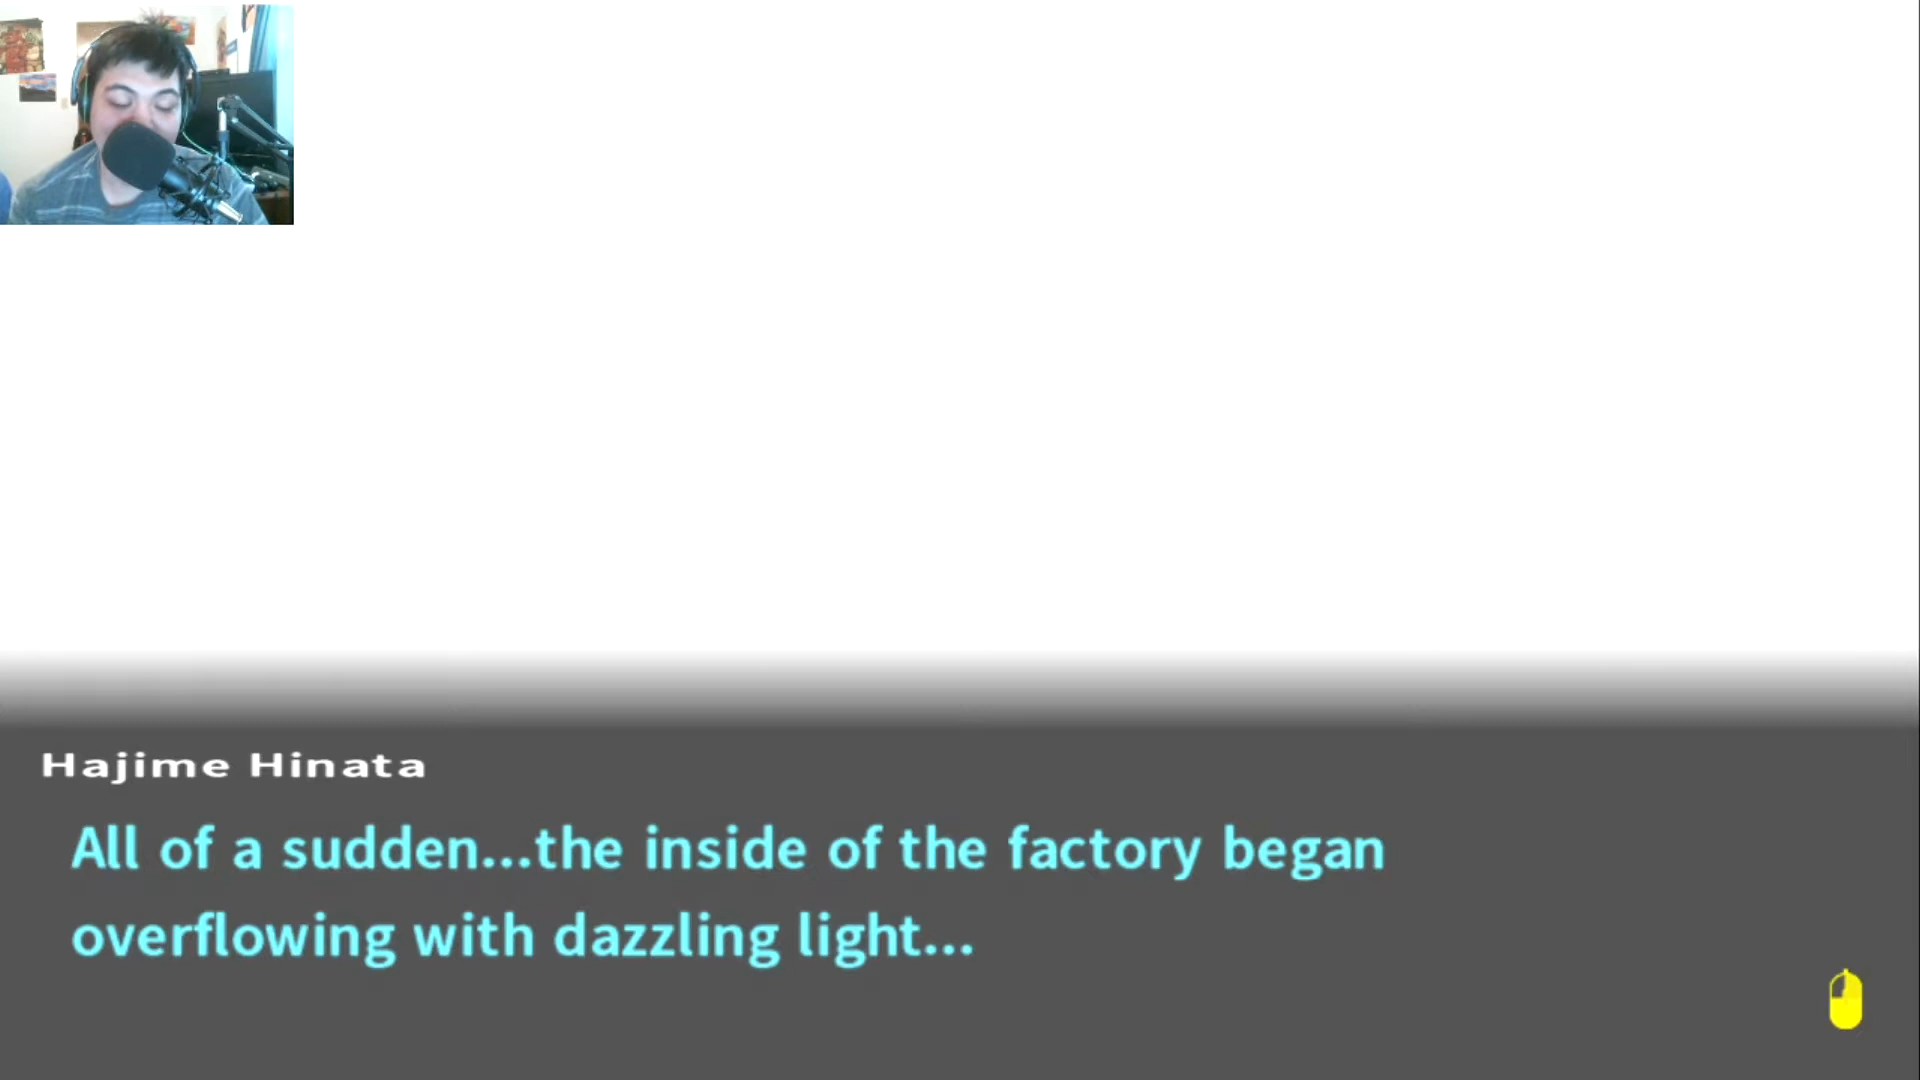 Hajime Hinata
All of a sudden...the inside of the factory began
overflowing with dazzling light...